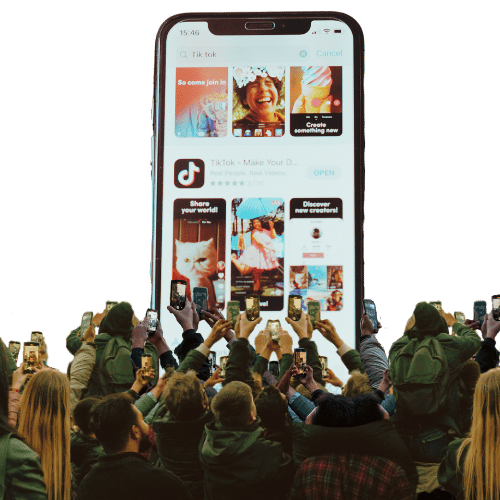 15:46
Tik tok
Cancel
So come join in
Create
something new
TikTok - Make Your D...
Real People. Real Videos.
OPEN
Share
your world!
Discover
new creators!